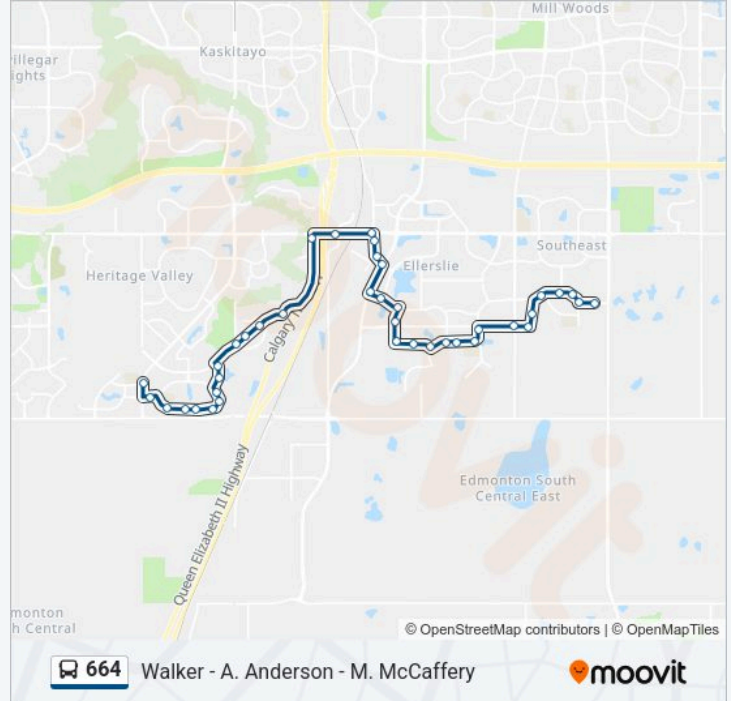 Mill Woods
Kaskitayo
illegar
ights
Southeast
Ellerslie
Heritage Valley
Calgary
Edmonton South
Central East
Queen Elizabeth II Highway
monton
h Central
© OpenStreetMap contributors | © OpenMapTiles
664 Walker - A. Anderson - M. McCaffery
moovit